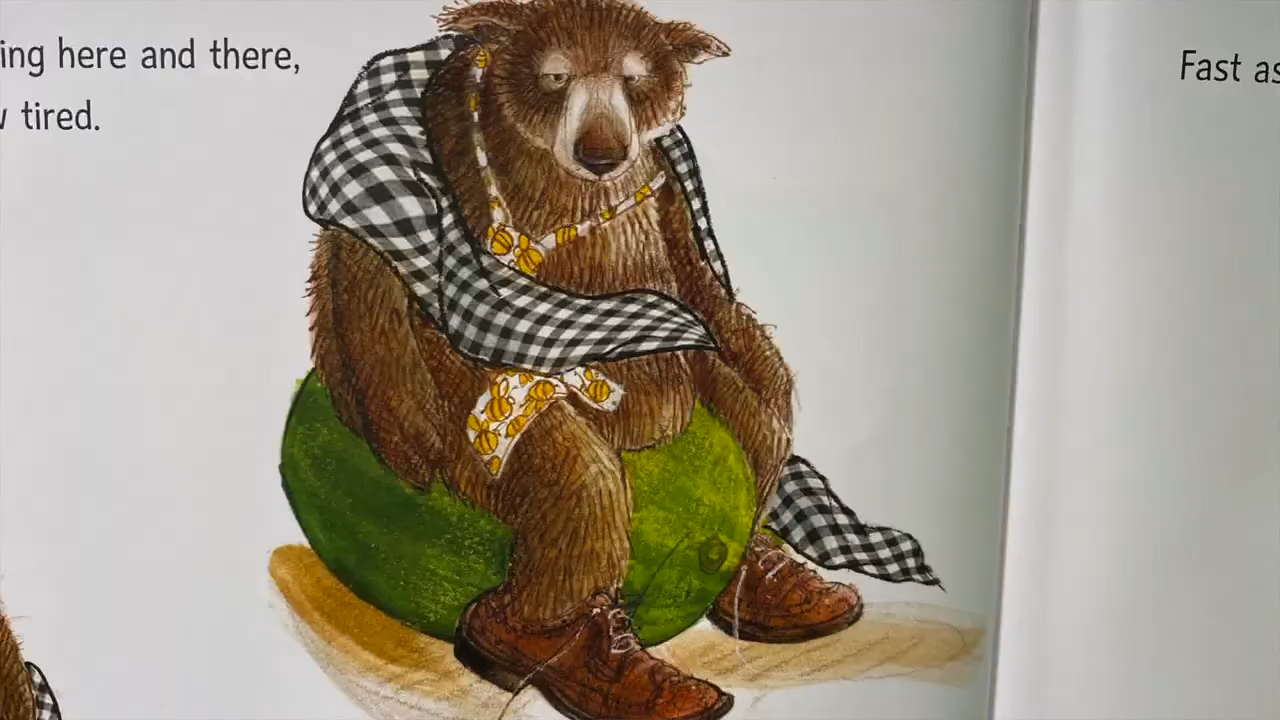 ing here and there,
tired.
Fast as